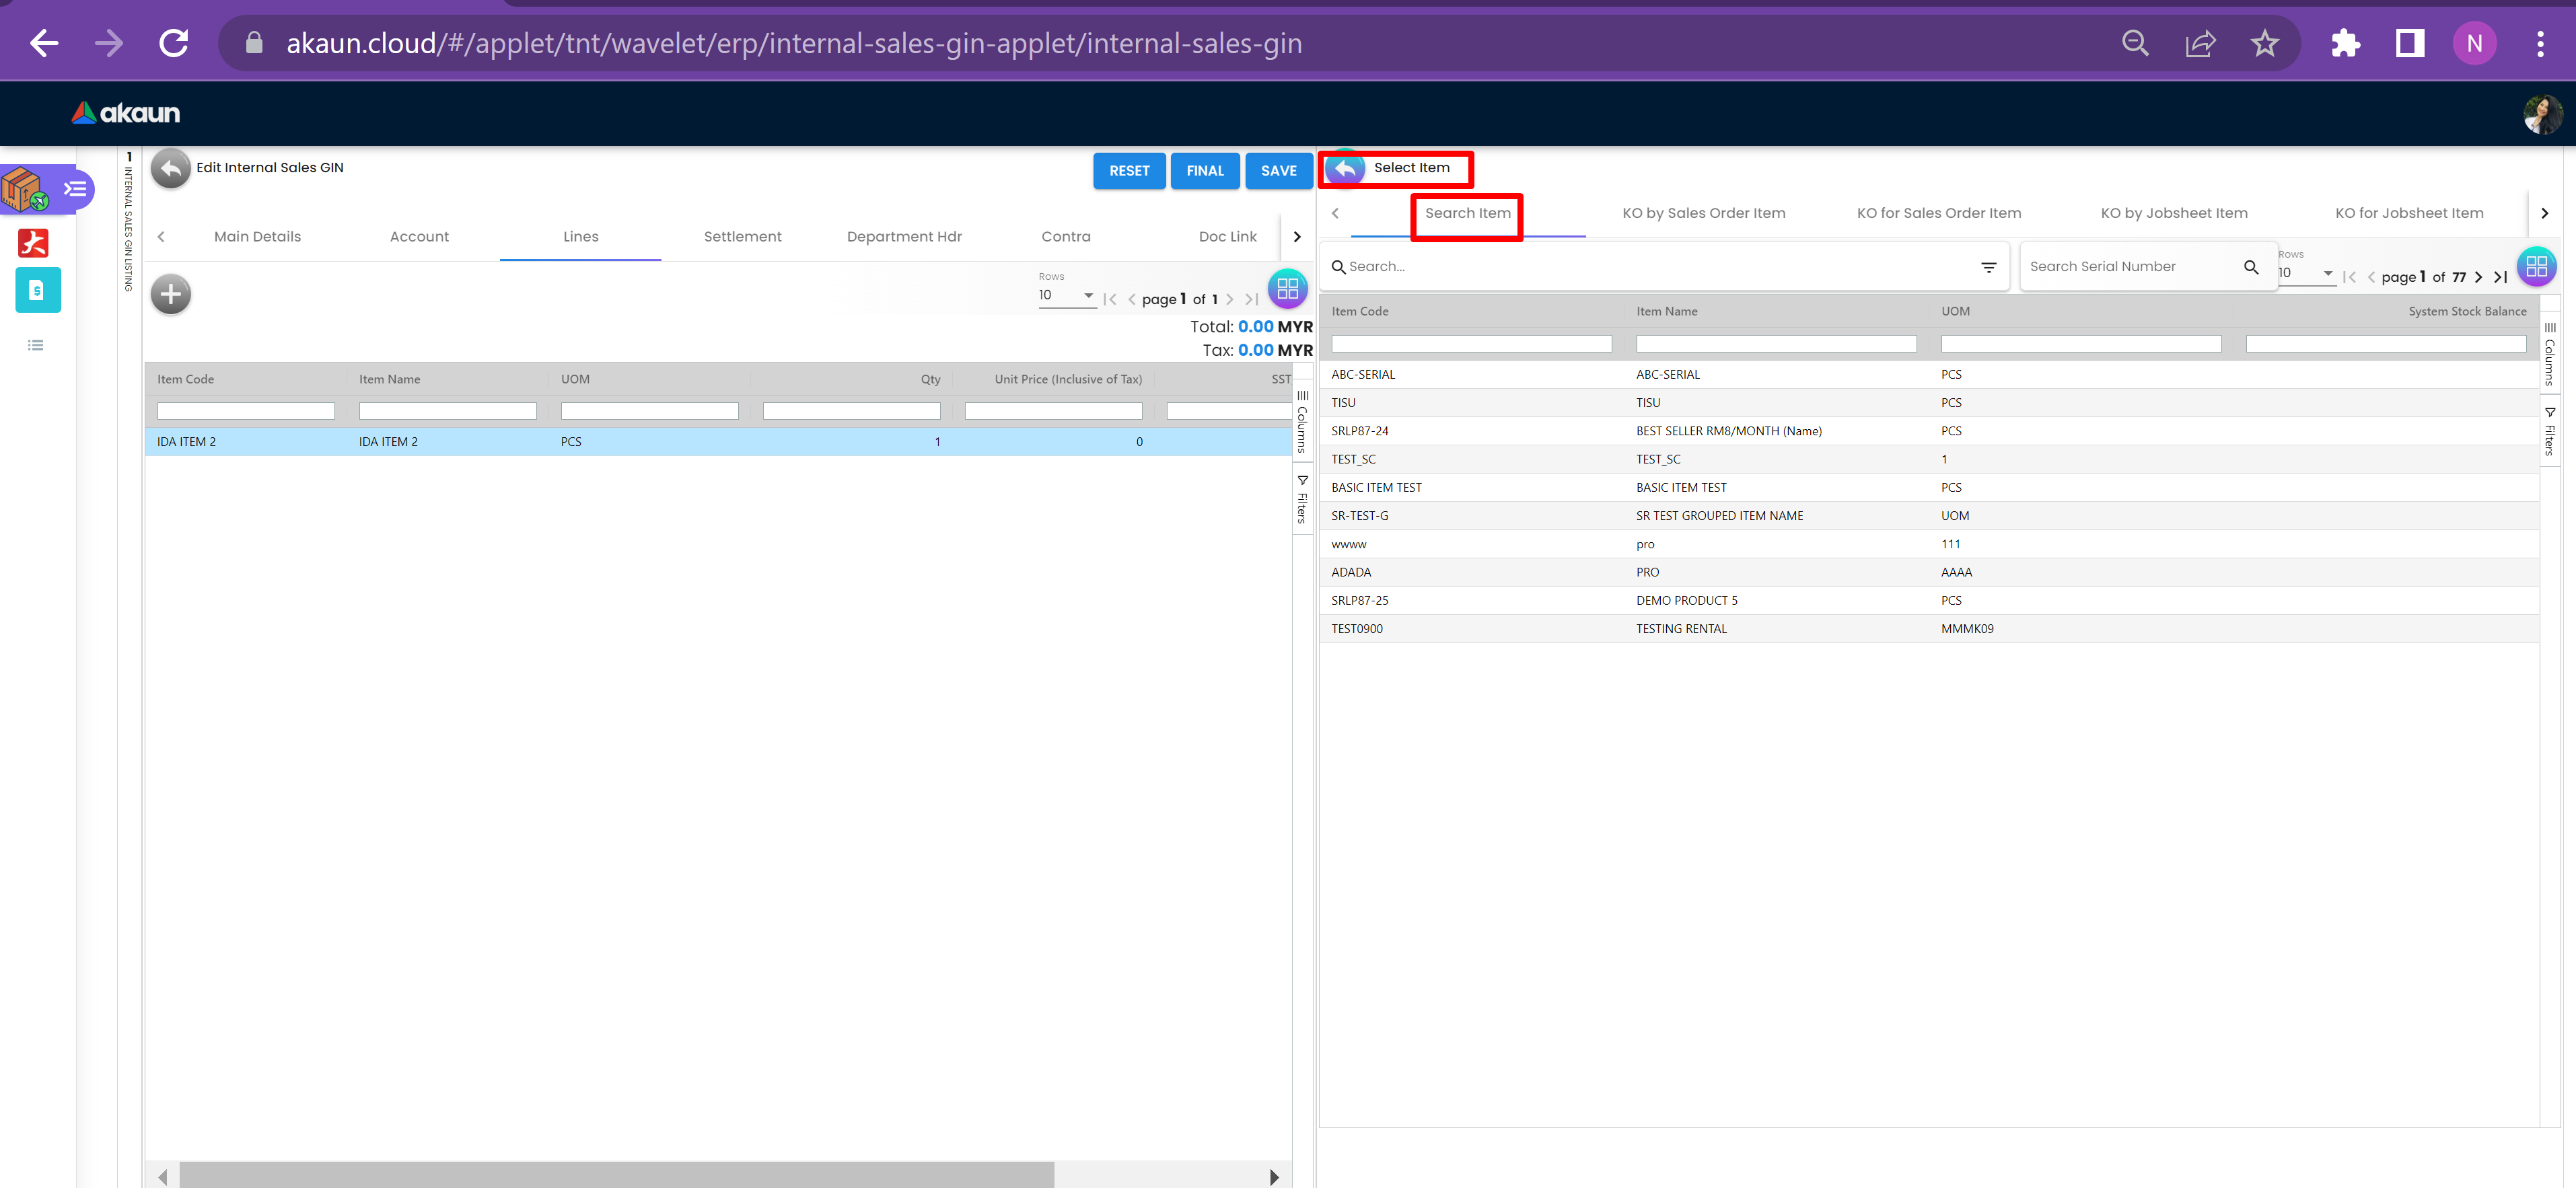 akaun.cloud/#/applet/tnt/wavelet/erp/internal-sales-gin-applet/internal-sales-gin
N
akaun
1 INTERNAL SALES GIN LISTING
Edit Internal Sales GIN
RESET FINAL SAVE
Main Details Account Lines Settlement Department Hdr Contra Doc Link
Rows
10 page 1 of 1
Total: 0.00 MYR
Tax: 0.00 MYR
Item Code Item Name UOM Qty Unit Price (Inclusive of Tax) SST
IDA ITEM 2 IDA ITEM 2 PCS 1 0
Columns
Filters
Select Item
Search Item KO by Sales Order Item KO for Sales Order Item KO by Jobsheet Item KO for Jobsheet Item
Search... Search Serial Number
Rows
10 page 1 of 77
Item Code Item Name UOM System Stock Balance
ABC-SERIAL ABC-SERIAL PCS
TISU TISU PCS
SRLP87-24 BEST SELLER RM8/MONTH (Name) PCS
TEST_SC TEST_SC 1
BASIC ITEM TEST BASIC ITEM TEST PCS
SR-TEST-G SR TEST GROUPED ITEM NAME UOM
wwww pro 111
ADADA PRO AAAA
SRLP87-25 DEMO PRODUCT 5 PCS
TEST0900 TESTING RENTAL MMMK09
Columns
Filters